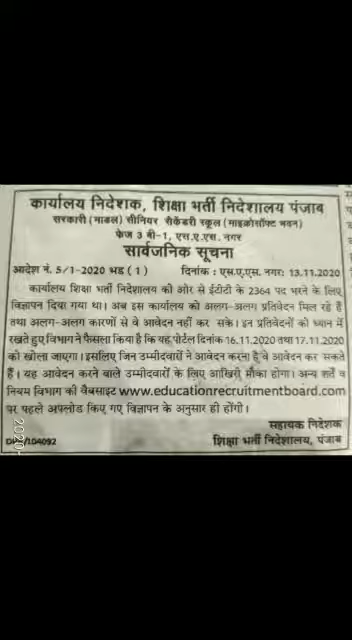 कार्यालय निदेशक, शिक्षा भर्ती निदेशालय पंजाब
सरकारी (माडल) सीनियर सैकेंडरी स्कूल (माइक्रोसॉफ्ट भवन)
फेज 3 बी-1, एस.ए.एस. नगर
सार्वजनिक सूचना
आदेश नं. 5/1-2020 भड (1) दिनांक : एस.ए.एस. नगर: 13.11.2020
कार्यालय शिक्षा भर्ती निदेशालय की ओर से ईटीटी के 2364 पद भरने के लिए
विज्ञापन दिया गया था। अब इस कार्यालय को अलग-अलग प्रतिवेदन मिल रहे हैं
तथा अलग-अलग कारणों से वे आवेदन नहीं कर सके। इन प्रतिवेदनों को ध्यान में
रखते हुए विभाग ने फैसला किया है कि यह पोर्टल दिनांक 16.11.2020 तथा 17.11.2020
को खोला जाएगा। इसलिए जिन उम्मीदवारों ने आवेदन करना है वे आवेदन कर सकते
हैं। यह आवेदन करने वाले उम्मीदवारों के लिए आखिरी मौका होगा। अन्य शर्तें व
नियम विभाग की वैबसाइट www.educationrecruitmentboard.com
पर पहले अपलोड किए गए विज्ञापन के अनुसार ही होंगी।
सहायक निदेशक
शिक्षा भर्ती निदेशालय, पंजाब
/104092